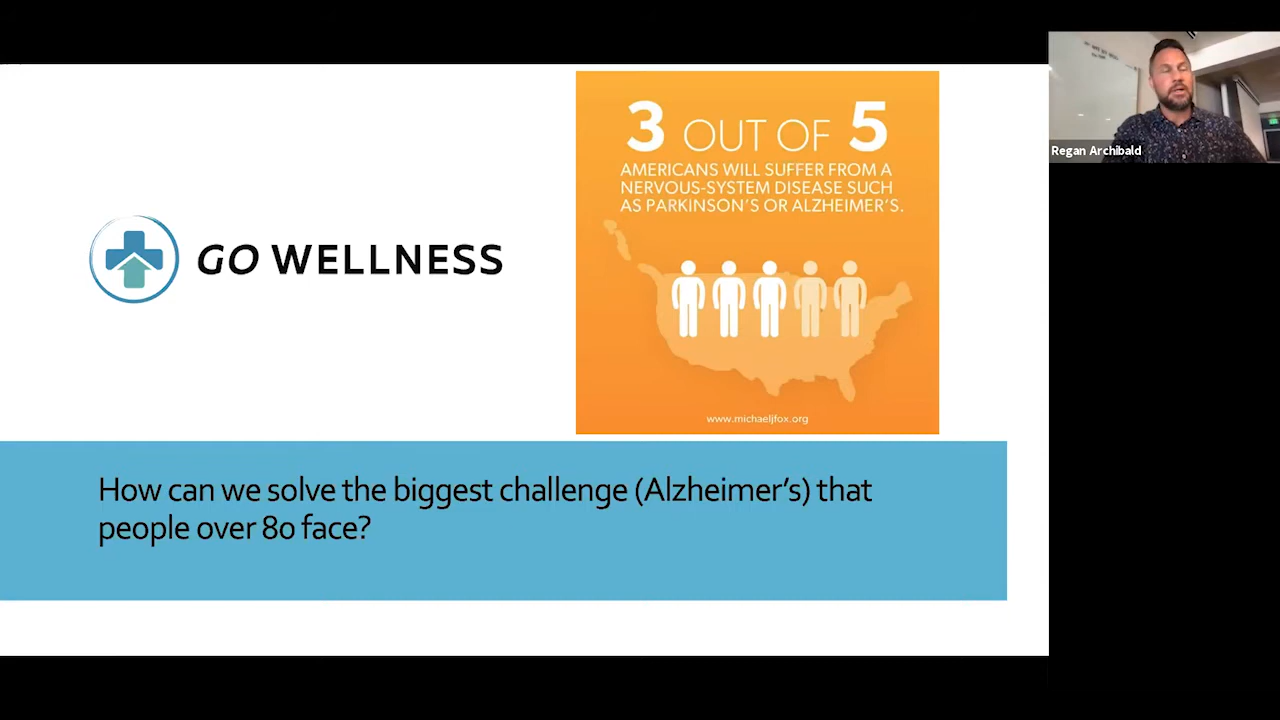 3 OUT OF 5
AMERICANS WILL SUFFER FROM A
NERVOUS-SYSTEM DISEASE SUCH
AS PARKINSON'S OR ALZHEIMER'S.
www.michaeljfox.org
GO WELLNESS
How can we solve the biggest challenge (Alzheimer's) that
people over 80 face?
Regan Archibald